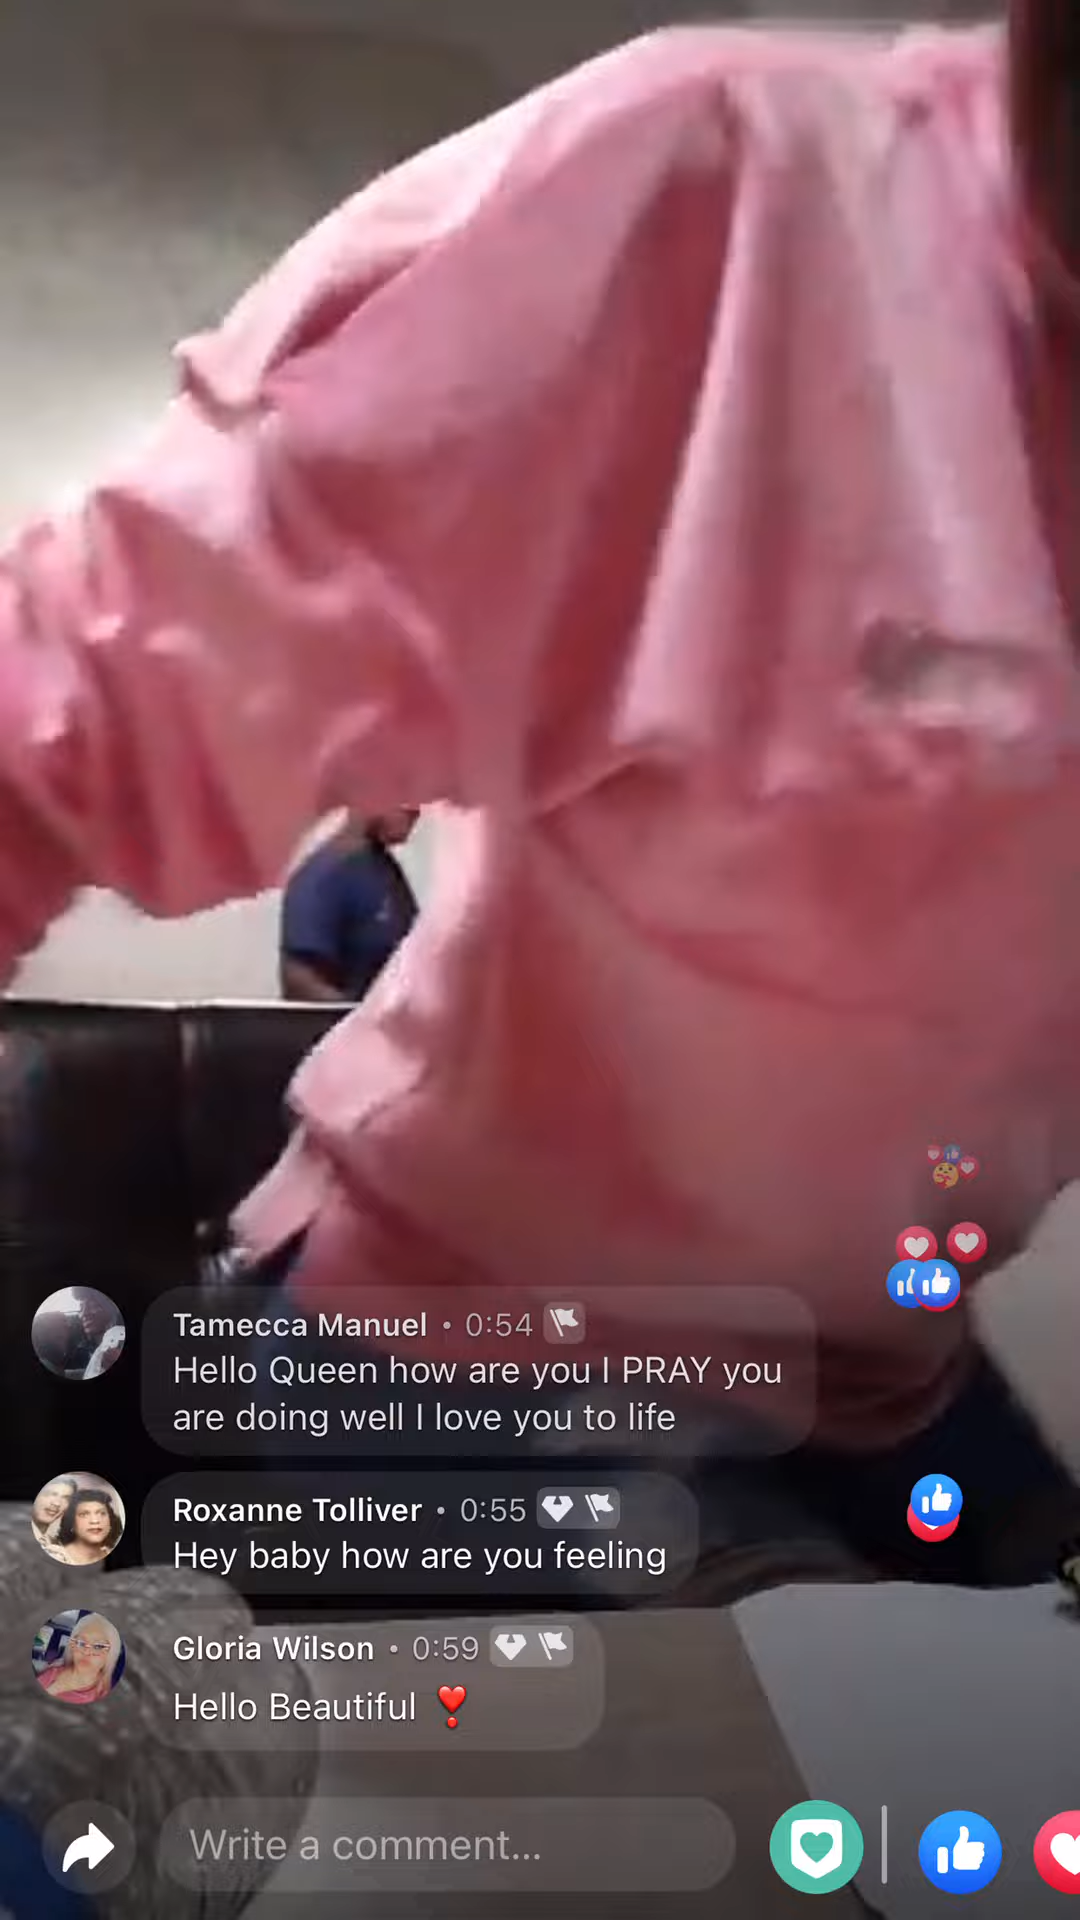 Tamecca Manuel • 0:54
Hello Queen how are you I PRAY you
are doing well I love you to life
Roxanne Tolliver • 0:55
Hey baby how are you feeling
Gloria Wilson • 0:59
Hello Beautiful ❣️
Write a comment...